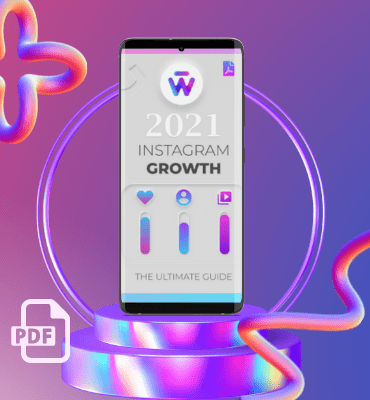 W
2021
INSTAGRAM
GROWTH
THE ULTIMATE GUIDE
PDF